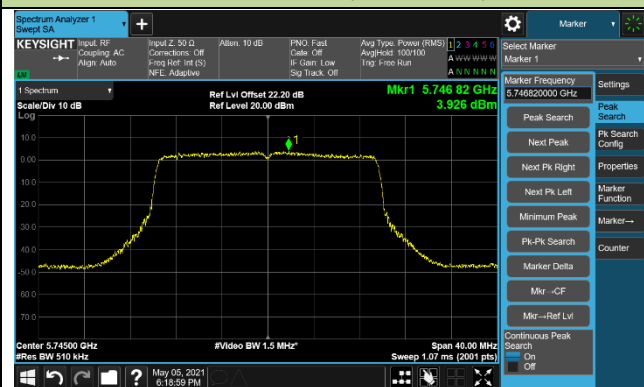 Spectrum Analyzer 1
Swept SA
Marker
KEYSIGHT Input: RF
Coupling: AC
Align: Auto
Input Z: 50 Ω
Corrections: Off
Freq Ref: Int (S)
NFE: Adaptive
Atten: 10 dB
PNO: Fast
Gate: Off
IF Gain: Low
Sig Track: Off
Avg Type: Power (RMS)
Avg|Hold: 100/100
Trig: Free Run
1 2 3 4 5 6
A W W W W W
A N N N N N
Select Marker
Marker 1
LM
1 Spectrum
Scale/Div 10 dB
Log
Ref Lvl Offset 22.20 dB
Ref Level 20.00 dBm
Mkr1 5.746 82 GHz
3.926 dBm
1
10.0
0.00
-10.0
-20.0
-30.0
-40.0
-50.0
-60.0
-70.0
Center 5.74500 GHz
#Res BW 510 kHz
#Video BW 1.5 MHz*
Span 40.00 MHz
Sweep 1.07 ms (2001 pts)
Marker Frequency
5.746820000 GHz
Peak Search
Next Peak
Next Pk Right
Next Pk Left
Minimum Peak
Pk-Pk Search
Marker Delta
Mkr→CF
Mkr→Ref Lvl
Continuous Peak
Search
On
Off
Settings
Peak
Search
Pk Search
Config
Properties
Marker
Function
Marker→
Counter
May 05, 2021
6:18:59 PM